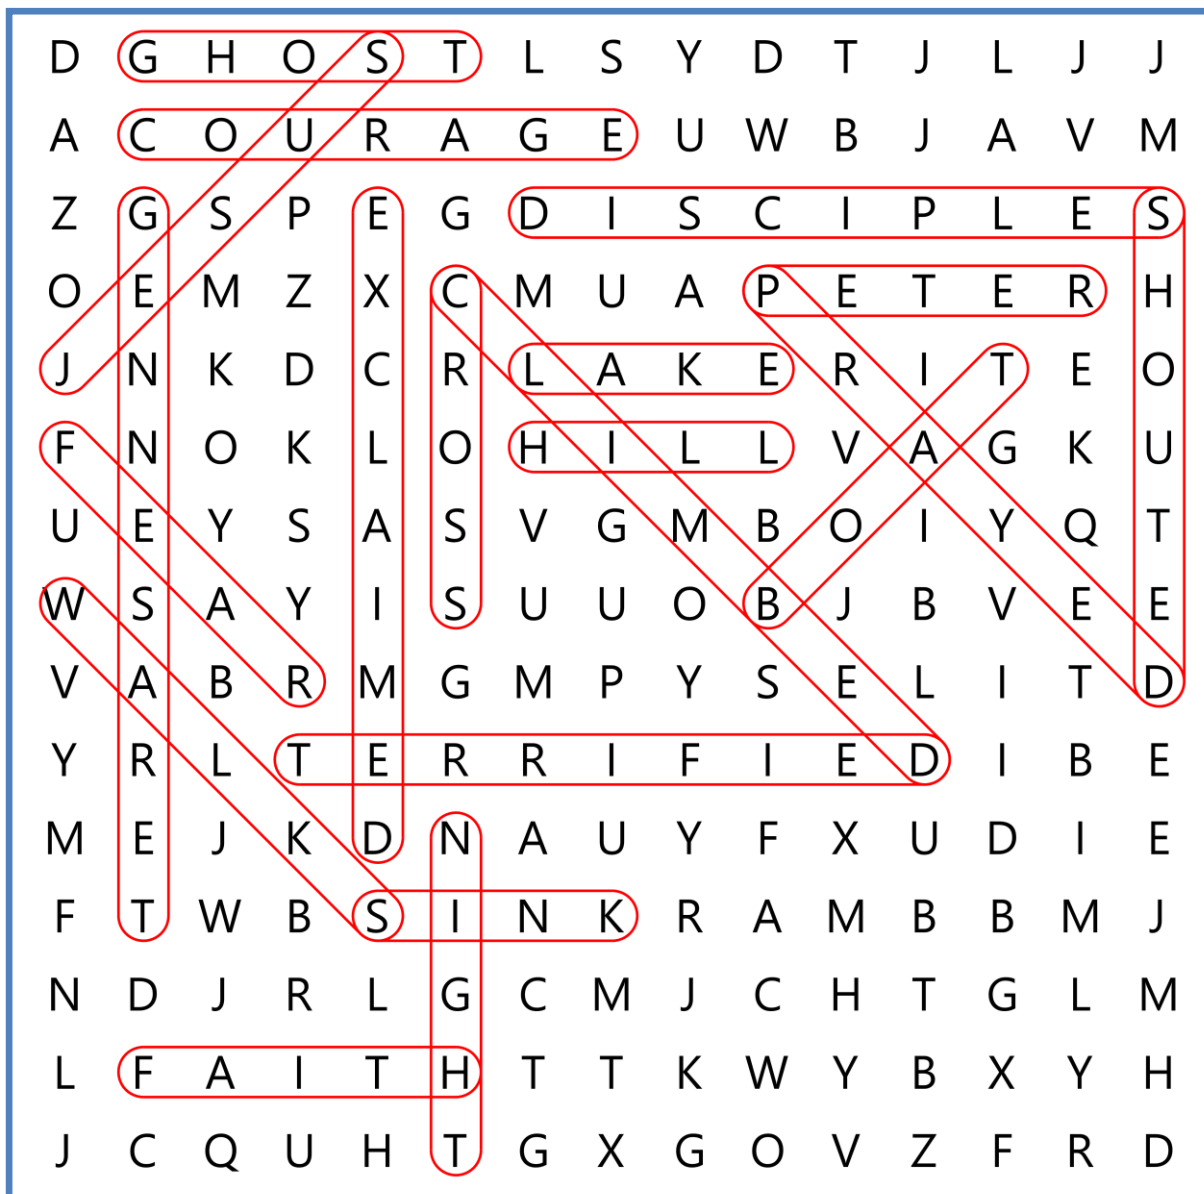 D G H O S T L S Y D T J L J J
A C O U R A G E U W B J A V M
Z G S P E G D I S C I P L E S
O E M Z X C M U A P E T E R H
J N K D C R L A K E R I T E O
F N O K L O H I L L V A G K U
U E Y S A S V G M B O I Y Q T
W S A Y I S U U O B J B V E E
V A B R M G M P Y S E L I T D
Y R L T E R R I F I E D I B E
M E J K D N A U Y F X U D I E
F T W B S I N K R A M B B M J
N D J R L G C M J C H T G L M
L F A I T H T T K W Y B X Y H
J C Q U H T G X G O V Z F R D